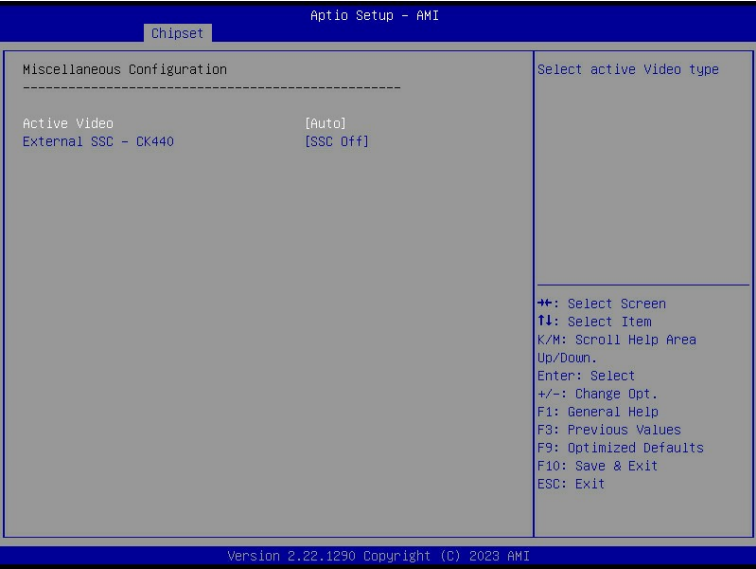 Aptio Setup – AMI
Chipset
Miscellaneous Configuration
--------------------------------------------------
Active Video [Auto]
External SSC – CK440 [SSC Off]
Select active Video type
→←: Select Screen
↑↓: Select Item
K/M: Scroll Help Area
Up/Down.
Enter: Select
+/-: Change Opt.
F1: General Help
F3: Previous Values
F9: Optimized Defaults
F10: Save & Exit
ESC: Exit
Version 2.22.1290 Copyright (C) 2023 AMI